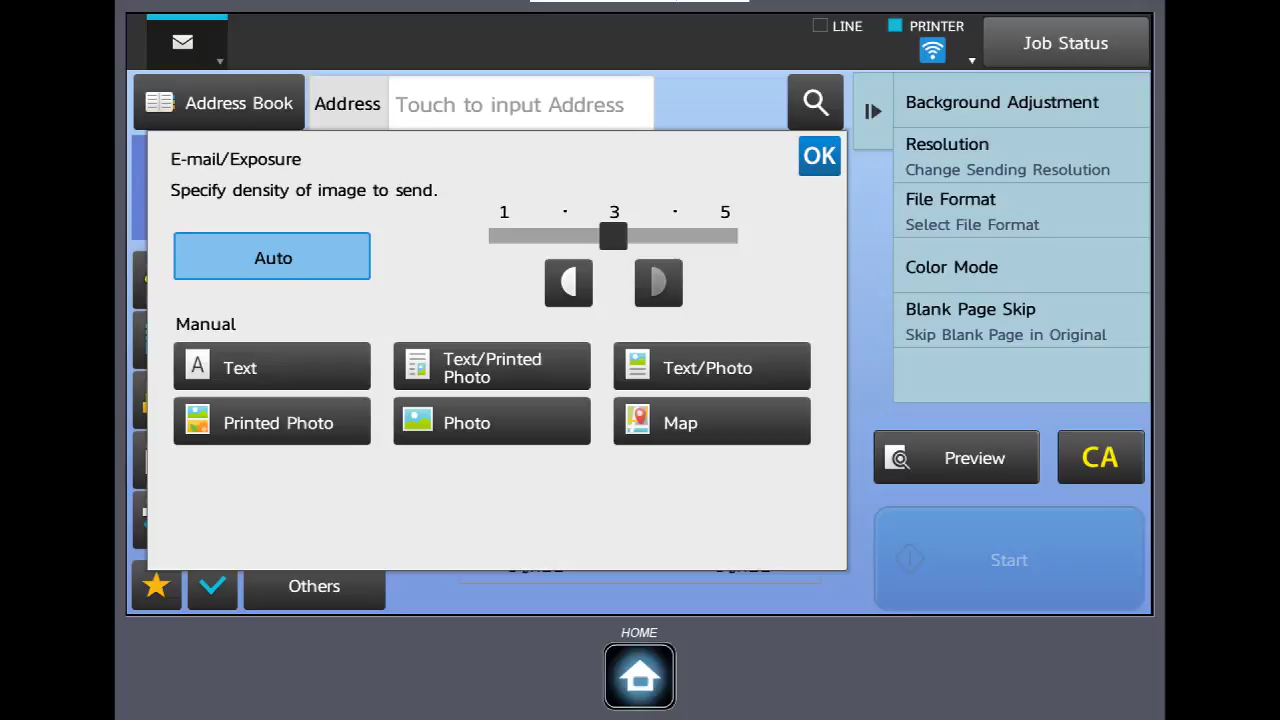 LINE
PRINTER
Job Status
Address Book
Address
Touch to input Address
E-mail/Exposure
OK
Specify density of image to send.
1 · 3 · 5
Auto
Manual
A Text
Text/Printed
Photo
Text/Photo
Printed Photo
Photo
Map
Background Adjustment
Resolution
Change Sending Resolution
File Format
Select File Format
Color Mode
Blank Page Skip
Skip Blank Page in Original
Preview
CA
Start
Others
HOME